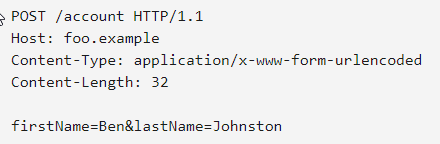 POST /account HTTP/1.1
Host: foo.example
Content-Type: application/x-www-form-urlencoded
Content-Length: 32

firstName=Ben&lastName=Johnston